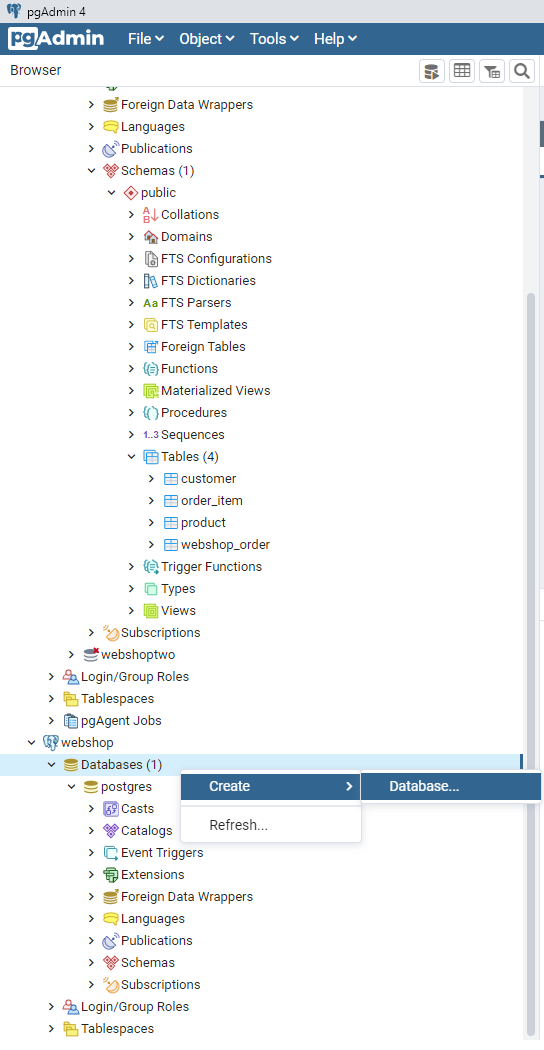 pgAdmin 4
pgAdmin File Object Tools Help
Browser
Foreign Data Wrappers
Languages
Publications
Schemas (1)
public
Collations
Domains
FTS Configurations
FTS Dictionaries
Aa FTS Parsers
FTS Templates
Foreign Tables
Functions
Materialized Views
Procedures
1..3 Sequences
Tables (4)
customer
order_item
product
webshop_order
Trigger Functions
Types
Views
Subscriptions
webshoptwo
Login/Group Roles
Tablespaces
pgAgent Jobs
webshop
Databases (1)
postgres
Create Database...
Casts
Refresh...
Catalogs
Event Triggers
Extensions
Foreign Data Wrappers
Languages
Publications
Schemas
Subscriptions
Login/Group Roles
Tablespaces